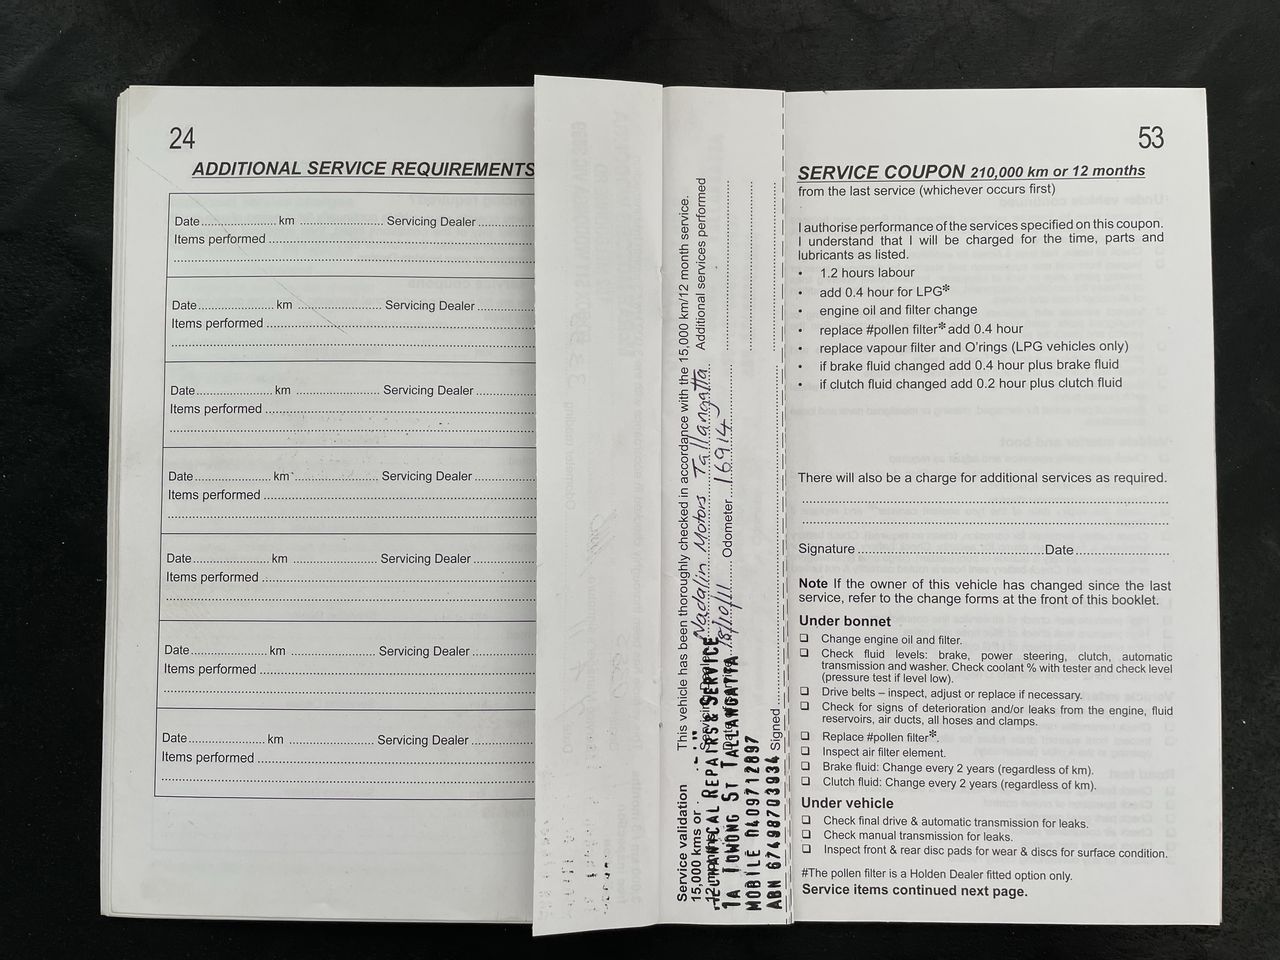 24
ADDITIONAL SERVICE REQUIREMENTS
Date........................ km ........................ Servicing Dealer
Items performed
Date........................ km ........................ Servicing Dealer
Items performed
Date........................ km ........................ Servicing Dealer
Items performed
Date........................ km ........................ Servicing Dealer
Items performed
Date........................ km ........................ Servicing Dealer
Items performed
Date........................ km ........................ Servicing Dealer
Items performed
Date........................ km ........................ Servicing Dealer
Items performed
Service validation
15,000 kms or
12 months
This vehicle has been thoroughly checked in accordance with the 15,000 km/12 month service.
Nadalin Motors Tallangatta Additional services performed
18/10/11 Odometer 16914
Signed
MECHANICAL REPAIRS & SERVICE
1A TOWONG ST TALLANGATTA
MOBILE 0409712897
ABN 67498703934
53
SERVICE COUPON 210,000 km or 12 months
from the last service (whichever occurs first)
I authorise performance of the services specified on this coupon.
I understand that I will be charged for the time, parts and
lubricants as listed.
• 1.2 hours labour
• add 0.4 hour for LPG*
• engine oil and filter change
• replace #pollen filter* add 0.4 hour
• replace vapour filter and O'rings (LPG vehicles only)
• if brake fluid changed add 0.4 hour plus brake fluid
• if clutch fluid changed add 0.2 hour plus clutch fluid
There will also be a charge for additional services as required.
Signature ........................ Date........................
Note If the owner of this vehicle has changed since the last
service, refer to the change forms at the front of this booklet.
Under bonnet
❏ Change engine oil and filter.
❏ Check fluid levels: brake, power steering, clutch, automatic
transmission and washer. Check coolant % with tester and check level
(pressure test if level low).
❏ Drive belts – inspect, adjust or replace if necessary.
❏ Check for signs of deterioration and/or leaks from the engine, fluid
reservoirs, air ducts, all hoses and clamps.
❏ Replace #pollen filter*.
❏ Inspect air filter element.
❏ Brake fluid: Change every 2 years (regardless of km).
❏ Clutch fluid: Change every 2 years (regardless of km).
Under vehicle
❏ Check final drive & automatic transmission for leaks.
❏ Check manual transmission for leaks.
❏ Inspect front & rear disc pads for wear & discs for surface condition.
#The pollen filter is a Holden Dealer fitted option only.
Service items continued next page.